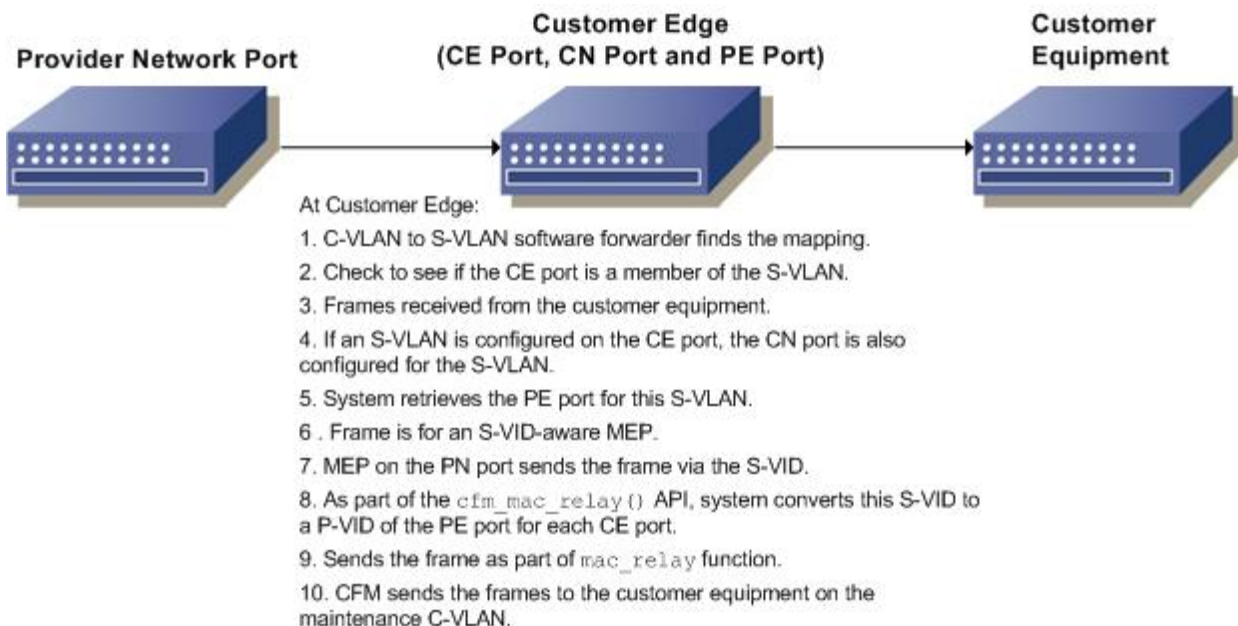 Provider Network Port
Customer Edge
(CE Port, CN Port and PE Port)
Customer
Equipment
At Customer Edge:
1. C-VLAN to S-VLAN software forwarder finds the mapping.
2. Check to see if the CE port is a member of the S-VLAN.
3. Frames received from the customer equipment.
4. If an S-VLAN is configured on the CE port, the CN port is also
configured for the S-VLAN.
5. System retrieves the PE port for this S-VLAN.
6 . Frame is for an S-VID-aware MEP.
7. MEP on the PN port sends the frame via the S-VID.
8. As part of the cfm_mac_relay() API, system converts this S-VID to
a P-VID of the PE port for each CE port.
9. Sends the frame as part of mac_relay function.
10. CFM sends the frames to the customer equipment on the
maintenance C-VLAN.